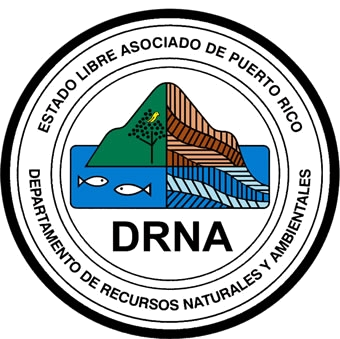 ESTADO LIBRE ASOCIADO DE PUERTO RICO
DRNA
DEPARTAMENTO DE RECURSOS NATURALES Y AMBIENTALES